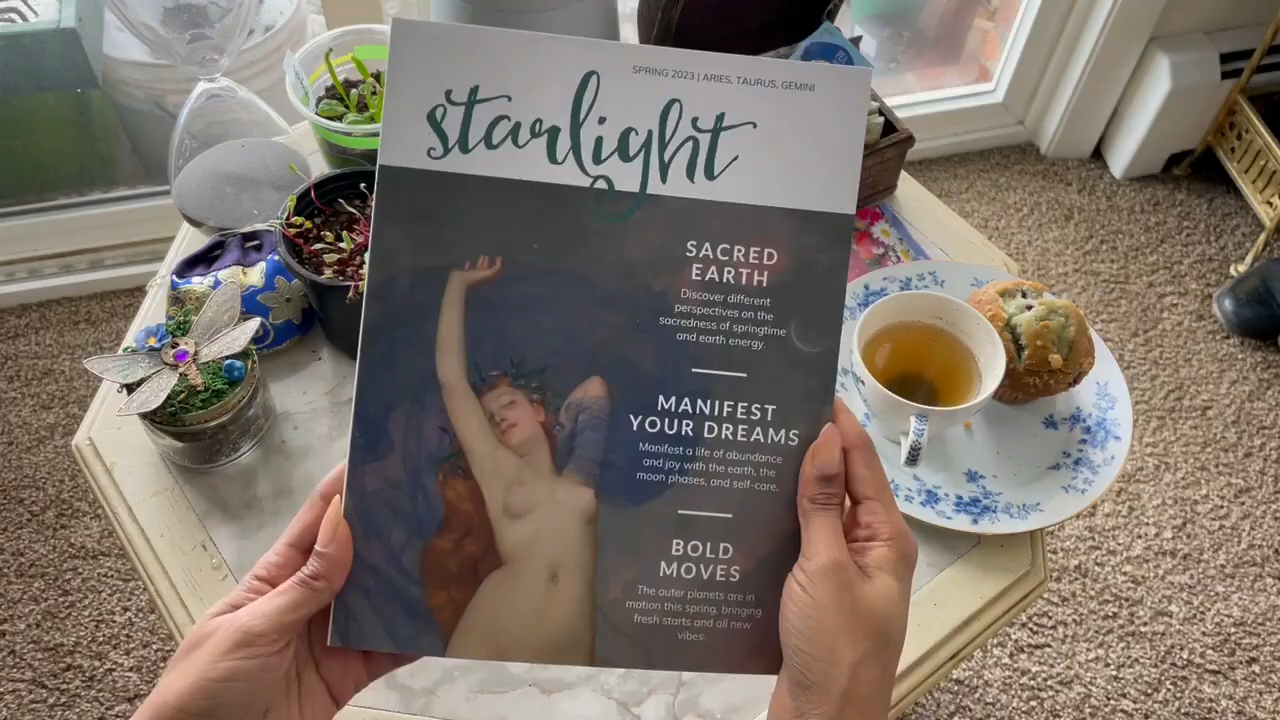 SPRING 2023 | ARIES, TAURUS, GEMINI
starlight
SACRED
EARTH
Discover different
perspectives on the
sacredness of springtime
and earth energy.
MANIFEST
YOUR DREAMS
Manifest a life of abundance
and joy with the earth, the
moon phases, and self-care.
BOLD
MOVES
The outer planets are in
motion this spring, bringing
fresh starts and all new
vibes.